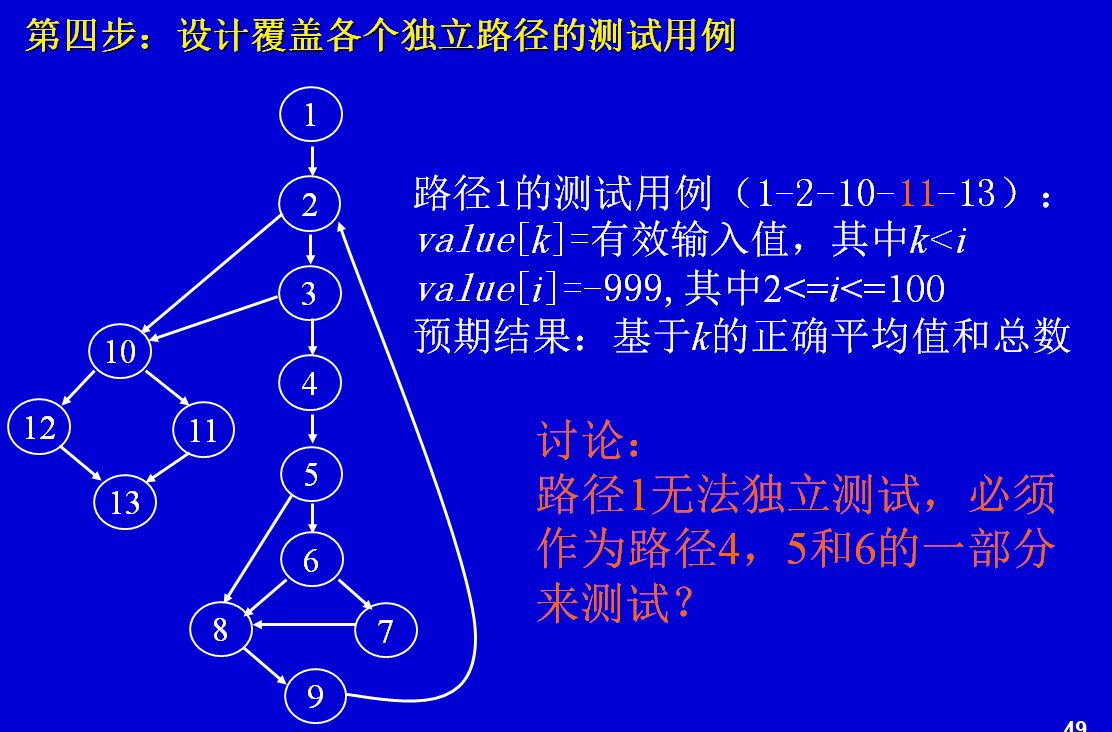 第四步：设计覆盖各个独立路径的测试用例
1
2
3
10
4
12
11
5
13
6
8
7
9
路径1的测试用例（1-2-10-11-13）：
value[k]=有效输入值，其中k<i
value[i]=-999,其中2<=i<=100
预期结果：基于k的正确平均值和总数
讨论：
路径1无法独立测试，必须
作为路径4，5和6的一部分
来测试？
49